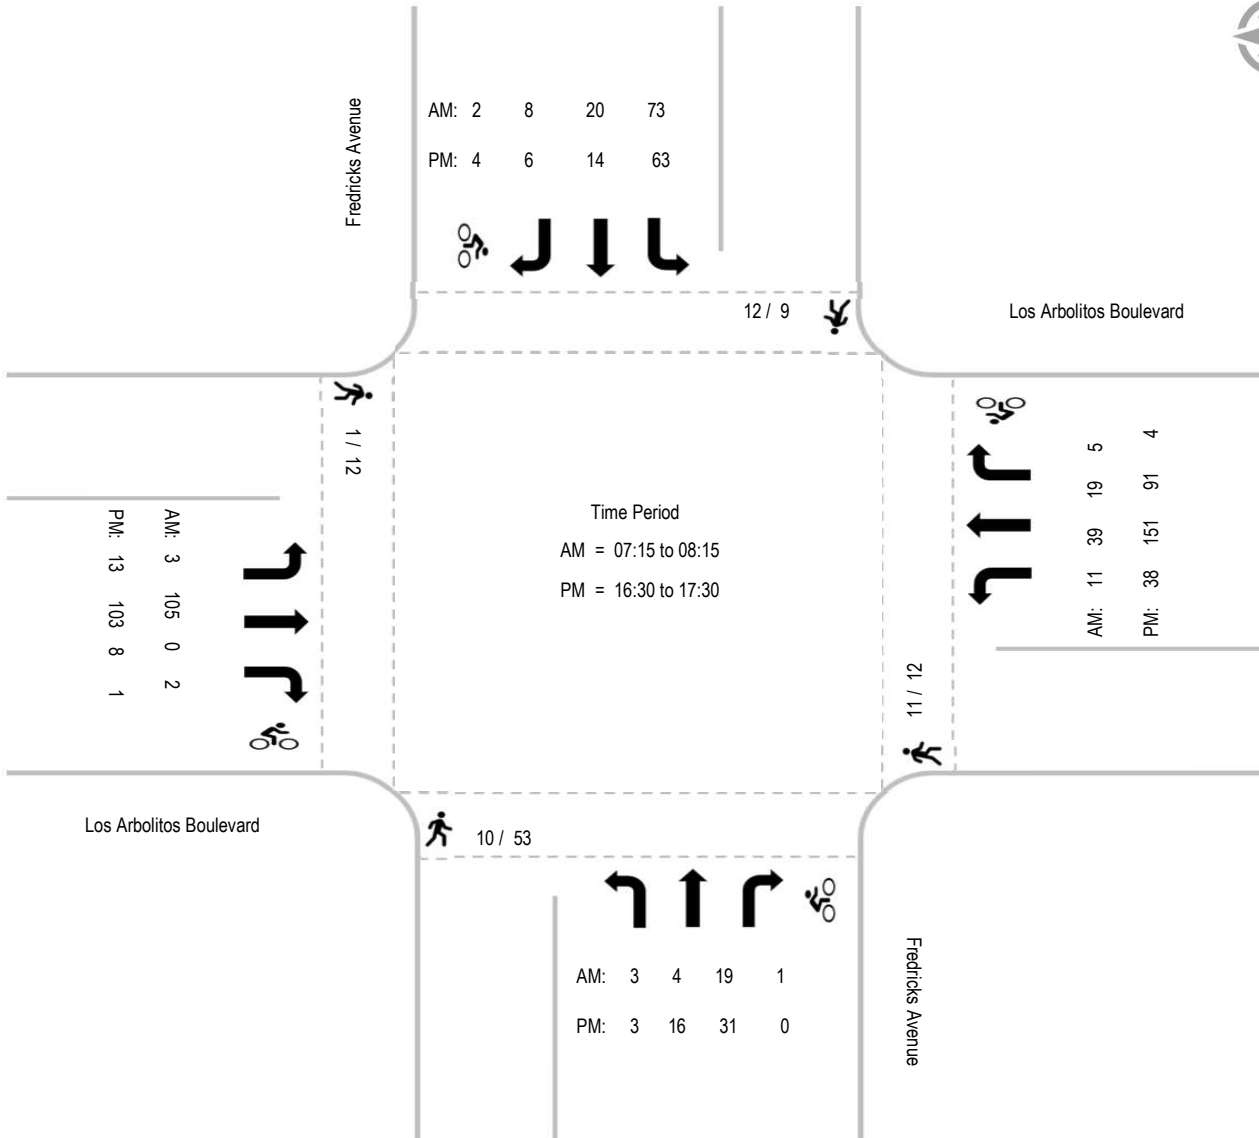 Fredricks Avenue
AM: 2 8 20 73
PM: 4 6 14 63
12 / 9
Los Arbolitos Boulevard
1 / 12
PM: 13 103 8 1
AM: 3 105 0 2
Time Period
AM = 07:15 to 08:15
PM = 16:30 to 17:30
AM: 11 39 19 5
PM: 38 151 91 4
11 / 12
Los Arbolitos Boulevard
10 / 53
AM: 3 4 19 1
PM: 3 16 31 0
Fredricks Avenue